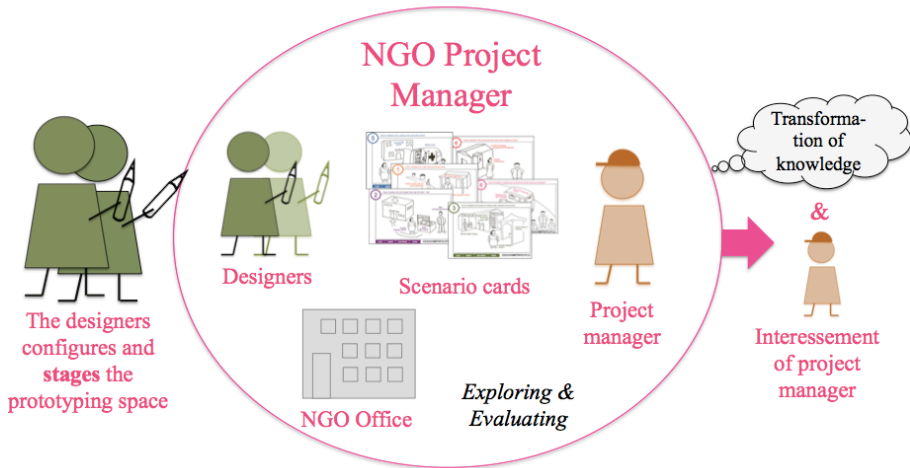 NGO Project
Manager
Designers
Scenario cards
Project
manager
NGO Office
Exploring &
Evaluating
The designers
configures and
stages the
prototyping space
Transforma-
tion of
knowledge
&
Interessement
of project
manager